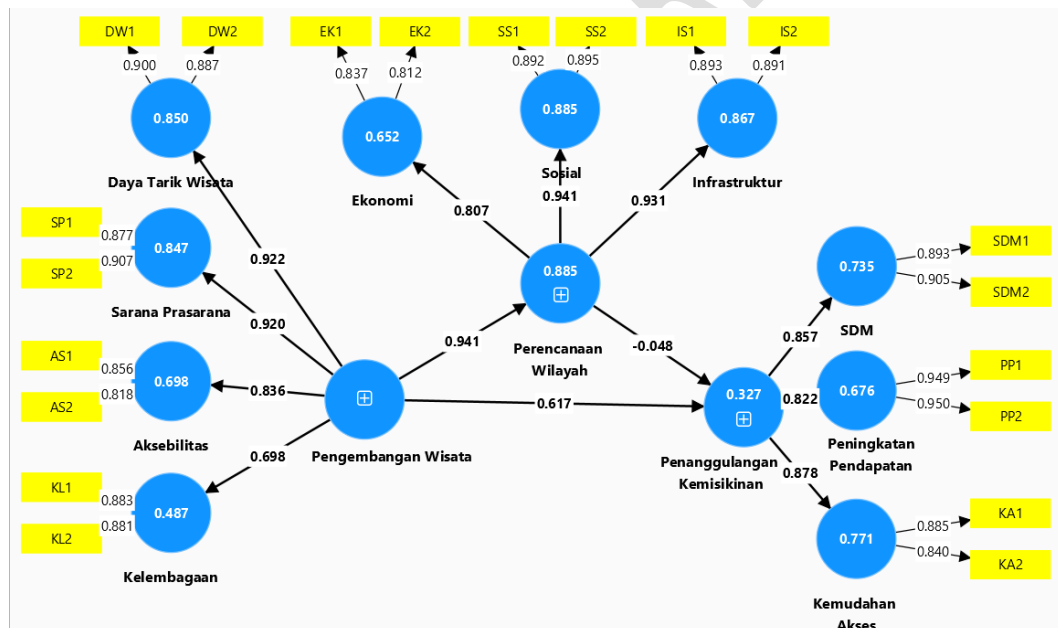 DW1
DW2
EK1
EK2
SS1
SS2
IS1
IS2
0.900
0.887
0.837
0.812
0.892
0.895
0.893
0.891
0.850
0.652
0.885
0.867
Daya Tarik Wisata
Ekonomi
Sosial
Infrastruktur
0.807
0.941
0.931
SP1
SP2
0.877
0.907
0.847
Sarana Prasarana
0.922
0.920
AS1
AS2
0.856
0.818
0.698
Aksebilitas
0.836
KL1
KL2
0.883
0.881
0.487
Kelembagaan
0.698
Pengembangan Wisata
0.941
0.885
Perencanaan
Wilayah
-0.048
0.617
0.327
Penanggulangan
Kemisikinan
0.857
0.822
0.878
0.735
SDM
0.893
0.905
SDM1
SDM2
0.676
Peningkatan
Pendapatan
0.949
0.950
PP1
PP2
0.771
Kemudahan
Akses
0.885
0.840
KA1
KA2